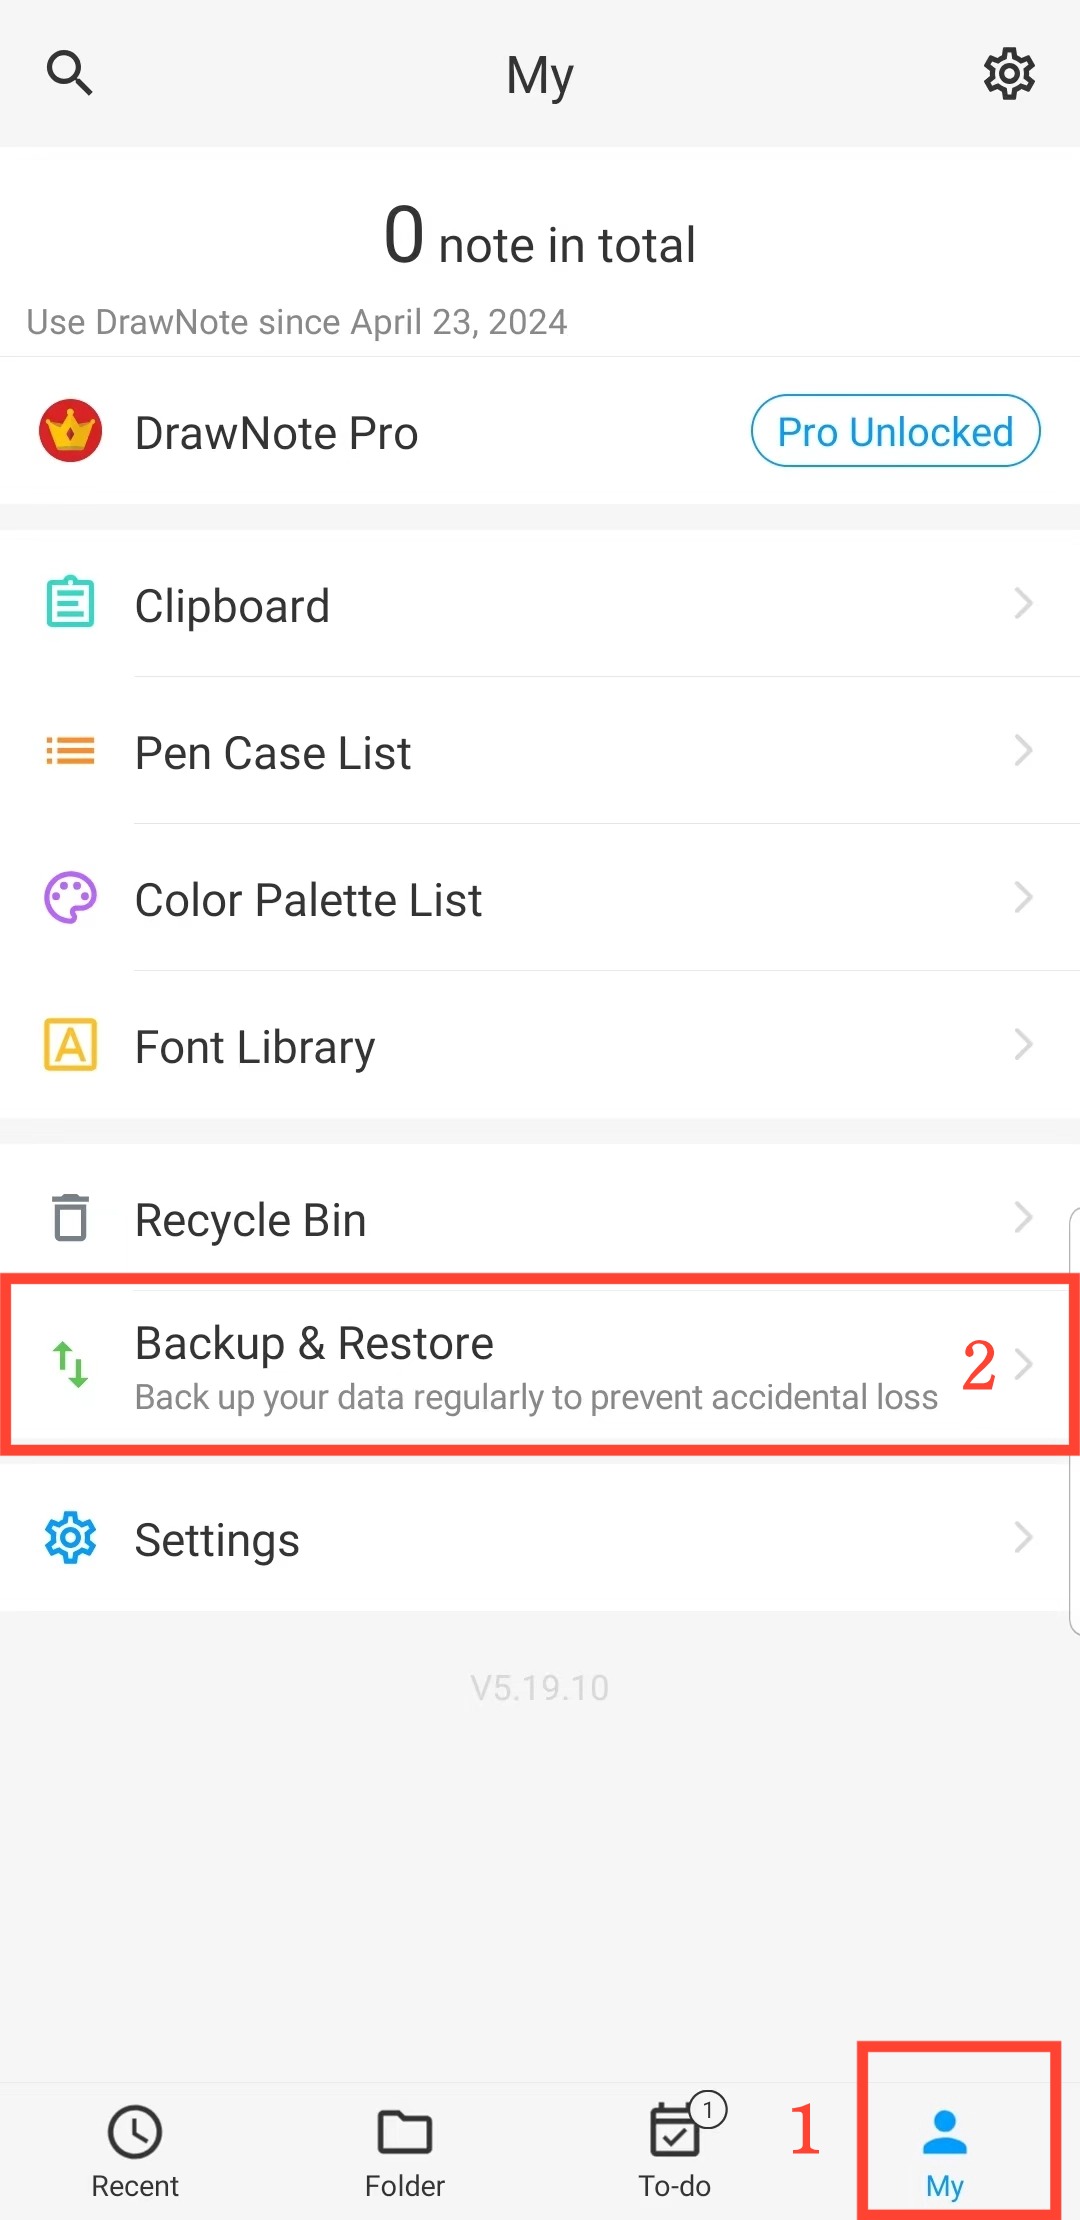 My
0 note in total
Use DrawNote since April 23, 2024
DrawNote Pro
Pro Unlocked
Clipboard
Pen Case List
Color Palette List
Font Library
Recycle Bin
Backup & Restore
Back up your data regularly to prevent accidental loss
2
Settings
V5.19.10
1
1
Recent
Folder
To-do
My